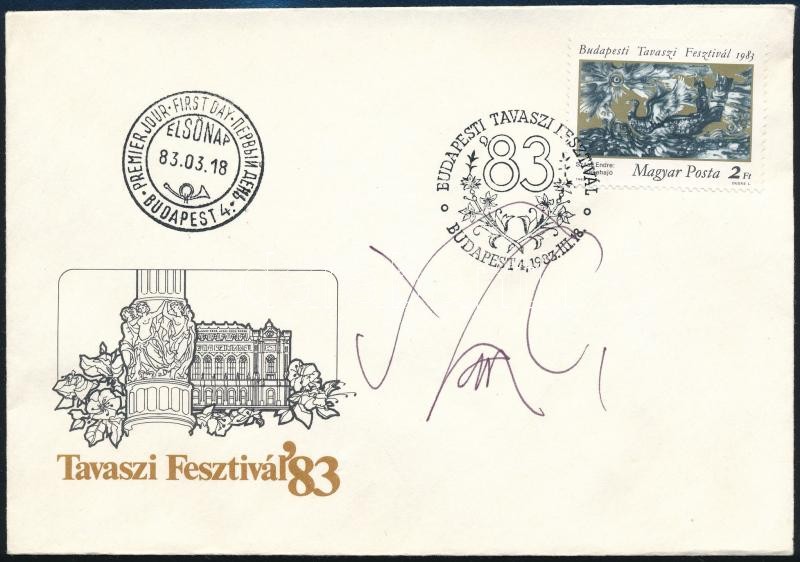 Budapesti Tavaszi Fesztivál 1983
Endre:
Magyar Posta 2 Ft
PREMIER JOUR · FIRST DAY · ПЕРВЫЙ ДЕНЬ ·
ELSŐNAP
83.03.18
BUDAPEST 4.
BUDAPESTI TAVASZI FESZTIVÁL
83
BUDAPEST 4, 1983.III.18.
Tavaszi Fesztivál '83